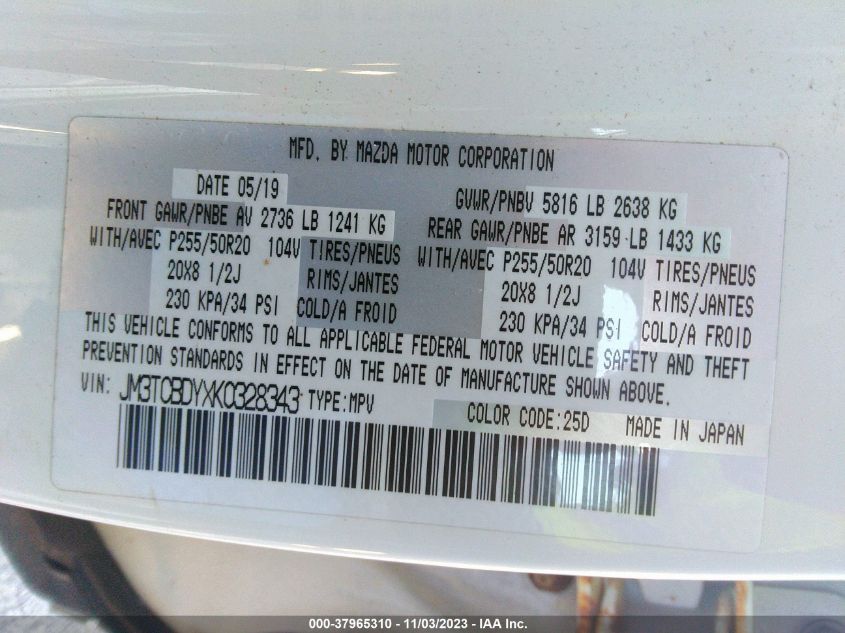 MFD. BY MAZDA MOTOR CORPORATION
DATE 05/19
GVWR/PNBV 5816 LB 2638 KG
FRONT GAWR/PNBE AV 2736 LB 1241 KG
REAR GAWR/PNBE AR 3159 LB 1433 KG
WITH/AVEC P255/50R20 104V TIRES/PNEUS
WITH/AVEC P255/50R20 104V TIRES/PNEUS
20X8 1/2J RIMS/JANTES
20X8 1/2J RIMS/JANTES
230 KPA/34 PSI COLD/A FROID
230 KPA/34 PSI COLD/A FROID
THIS VEHICLE CONFORMS TO ALL APPLICABLE FEDERAL MOTOR VEHICLE SAFETY AND THEFT
PREVENTION STANDARDS IN EFFECT ON THE DATE OF MANUFACTURE SHOWN ABOVE.
VIN: JM3TCBDYXK0328343 TYPE:MPV
COLOR CODE:25D MADE IN JAPAN
000-37965310 - 11/03/2023 - IAA Inc.